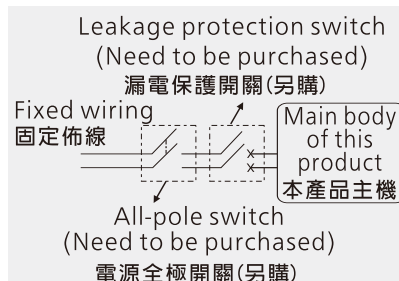 Leakage protection switch
(Need to be purchased)
漏電保護開關(另購)
Fixed wiring
固定佈線
Main body
of this
product
本產品主機
All-pole switch
(Need to be purchased)
電源全極開關(另購)